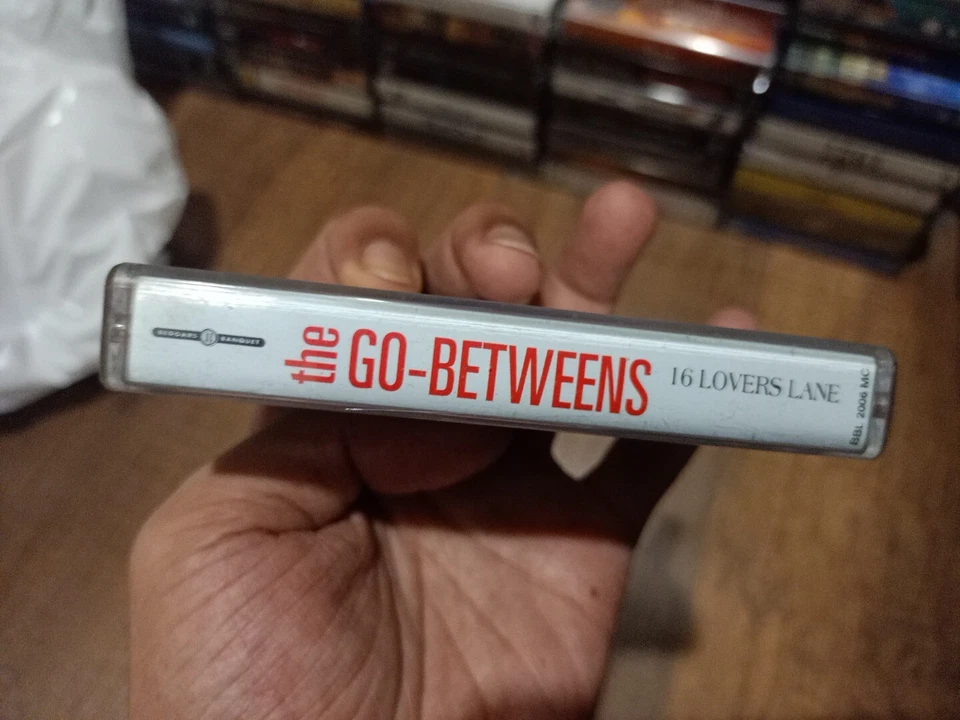 BEGGARS BANQUET
the GO-BETWEENS
16 LOVERS LANE
BBL 2006 MC